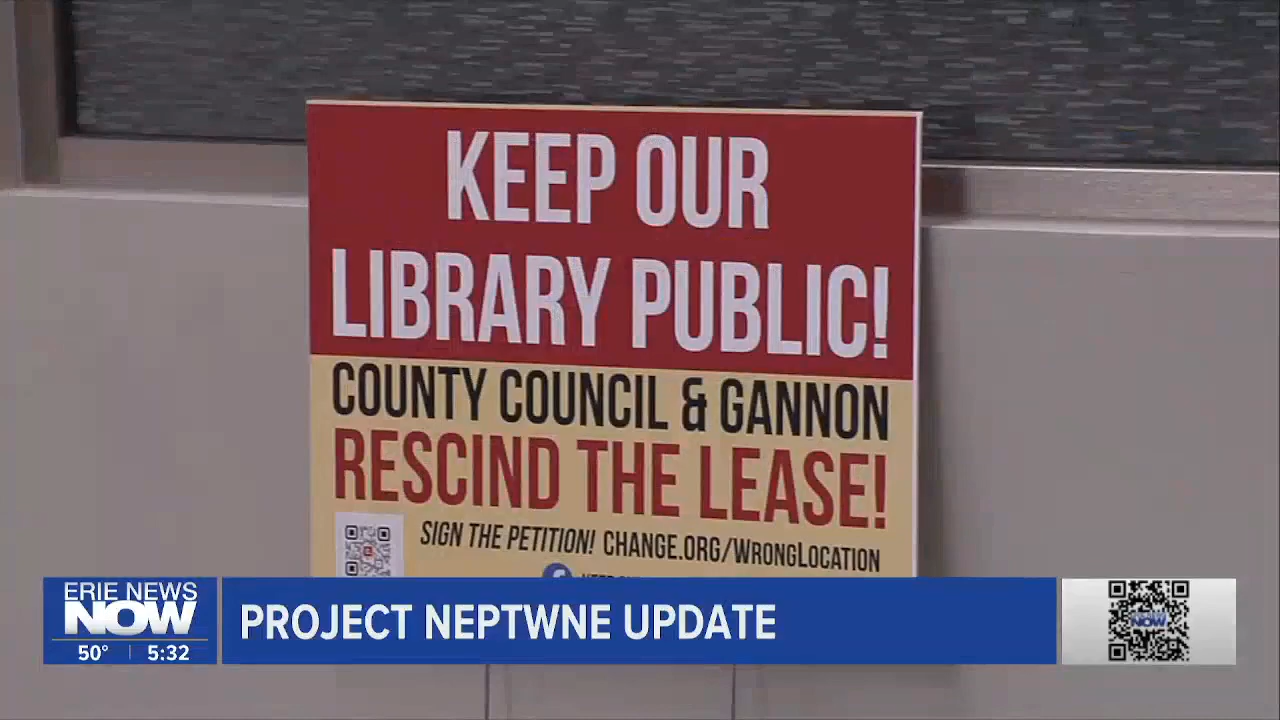 KEEP OUR
LIBRARY PUBLIC!
COUNTY COUNCIL & GANNON
RESCIND THE LEASE!
SIGN THE PETITION! CHANGE.ORG/WRONGLOCATION
ERIE NEWS
NOW
50° | 5:32
PROJECT NEPTWNE UPDATE
NOW